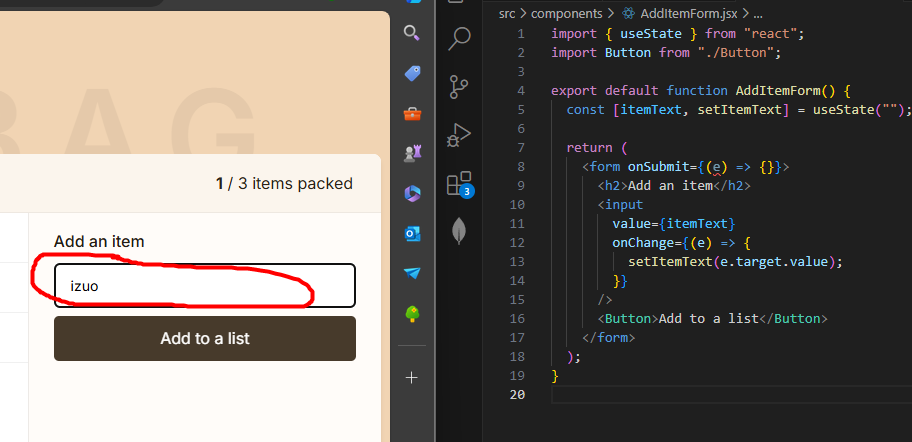 BAG
1 / 3 items packed
Add an item
izuo
Add to a list
3
src > components > AddItemForm.jsx > ...
1 import { useState } from "react";
2 import Button from "./Button";
3
4 export default function AddItemForm() {
5 const [itemText, setItemText] = useState("");
6
7 return (
8 <form onSubmit={(e) => {}}>
9 <h2>Add an item</h2>
10 <input
11 value={itemText}
12 onChange={(e) => {
13 setItemText(e.target.value);
14 }}
15 />
16 <Button>Add to a list</Button>
17 </form>
18 );
19 }
20